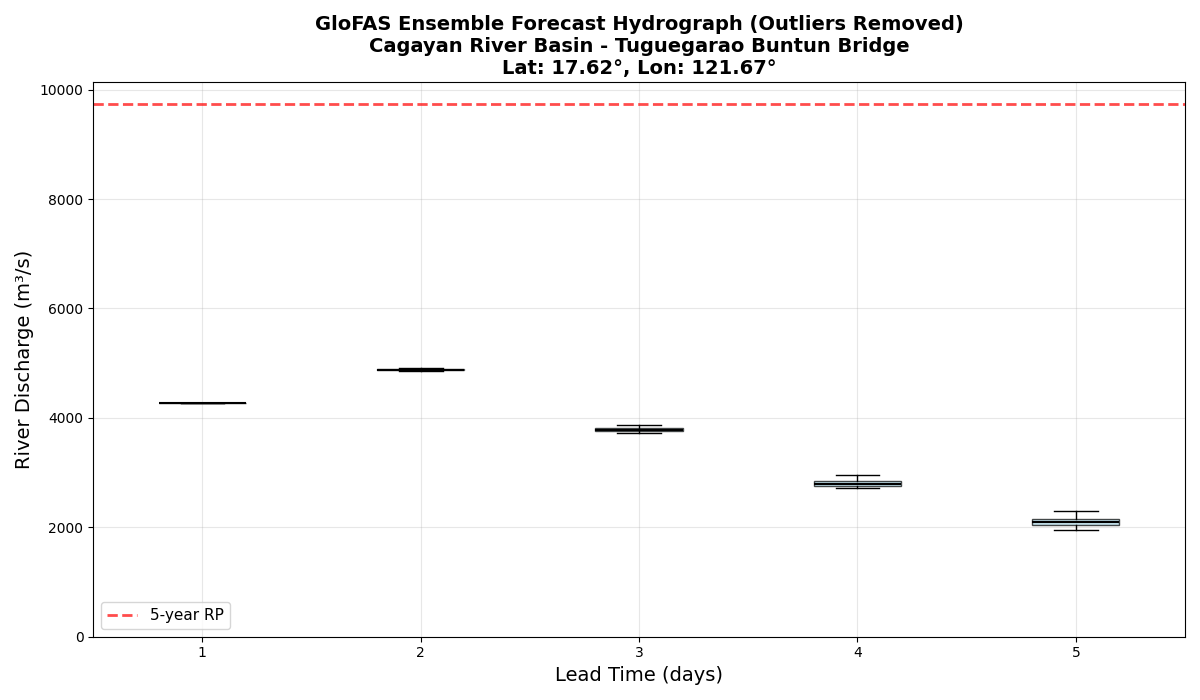 GloFAS Ensemble Forecast Hydrograph (Outliers Removed)
Cagayan River Basin - Tuguegarao Buntun Bridge
Lat: 17.62°, Lon: 121.67°
River Discharge (m³/s)
10000
8000
6000
4000
2000
0
5-year RP
1
2
3
4
5
Lead Time (days)